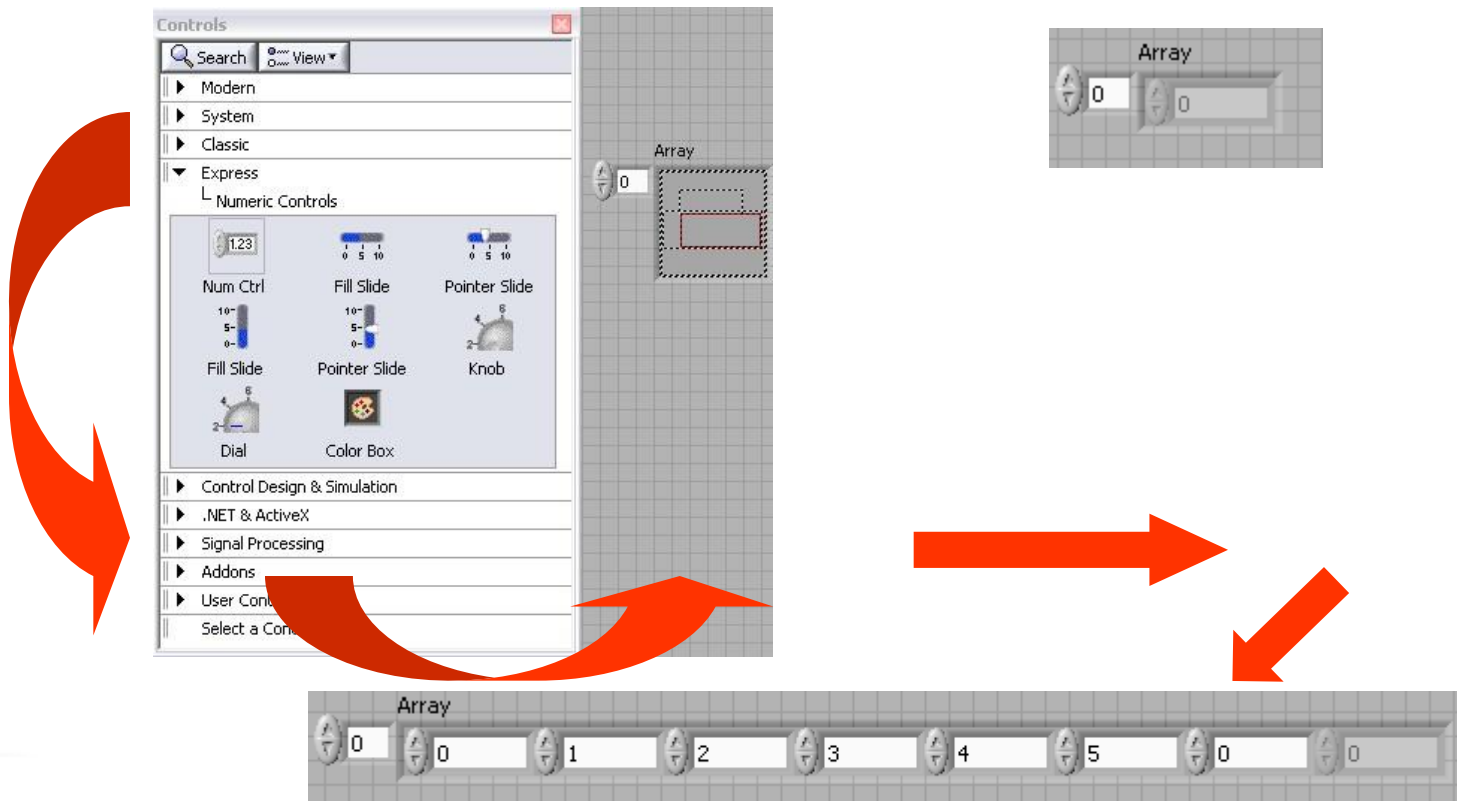 Controls
Search View
Modern
System
Classic
Express
Numeric Controls
1.23
0 5 10
0 5 10
Num Ctrl Fill Slide Pointer Slide
10-
5-
0-
10-
5-
0-
2 4 6
Fill Slide Pointer Slide Knob
2 4 6
Dial Color Box
Control Design & Simulation
.NET & ActiveX
Signal Processing
Addons
User Cont
Select a Con
Array
0
Array
0 0
Array
0 0 1 2 3 4 5 0 0